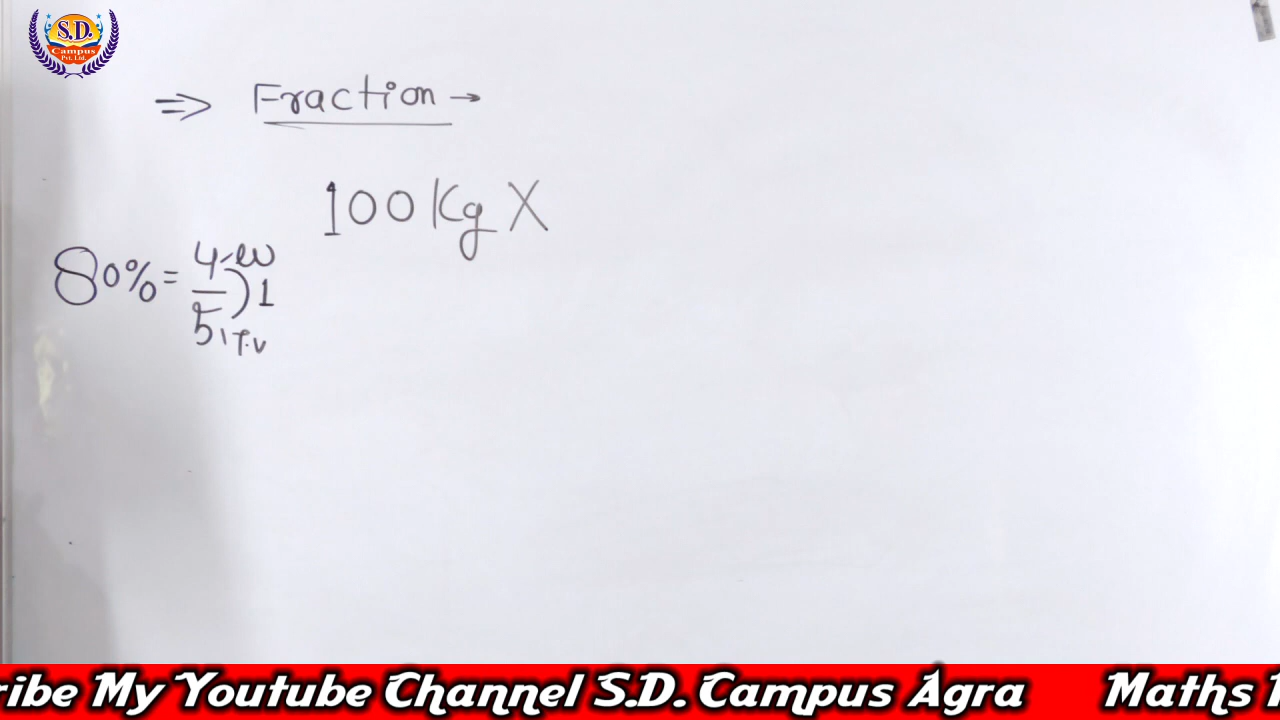 S.D.
Campus
Pvt. Ltd.
⇒ Fraction →
100 Kg X
80% = 4/5 ) 1
ribe My Youtube Channel S.D. Campus Agra Maths